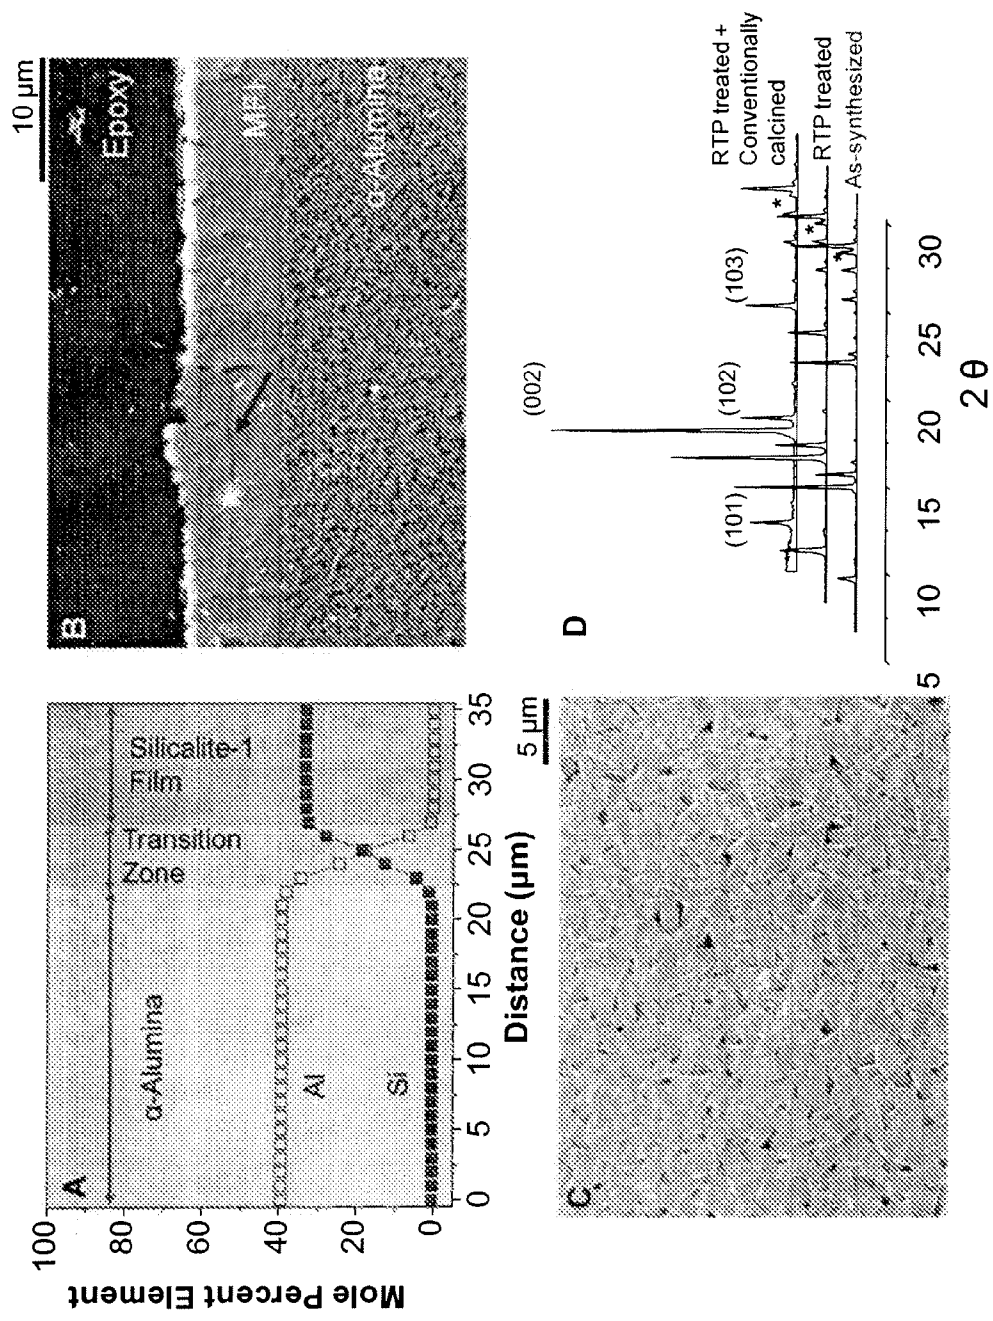 A
100
80
60
40
20
0
Mole Percent Element
α-Alumina
Transition
Zone
Silicalite-1
Film
Al
Si
0
5
10
15
20
25
30
35
Distance (μm)
10 μm
B
Epoxy
MFI
α-Alumina
5 μm
C
D
(101)
(002)
(102)
(103)
*
*
*
RTP treated +
Conventionally
calcined
RTP treated
As-synthesized
5
10
15
20
25
30
2 θ